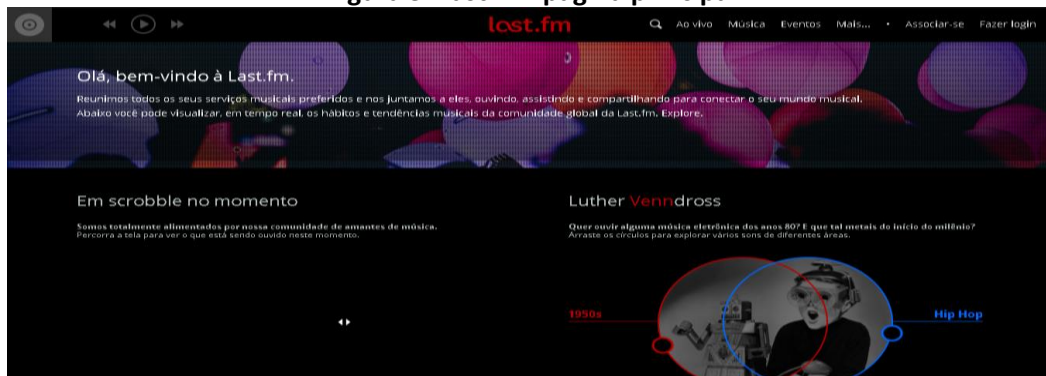 last.fm
Ao vivo Música Eventos Mais... • Associar-se Fazer login
Olá, bem-vindo à Last.fm.
Reunimos todos os seus serviços musicais preferidos e nos juntamos a eles, ouvindo, assistindo e compartilhando para conectar o seu mundo musical.
Abaixo você pode visualizar, em tempo real, os hábitos e tendências musicais da comunidade global da Last.fm. Explore.
Em scrobble no momento
Somos totalmente alimentados por nossa comunidade de amantes de música.
Percorra a tela para ver o que está sendo ouvido neste momento.
Luther Venndross
Quer ouvir alguma música eletrônica dos anos 80? E que tal metais do início do milênio?
Arraste os círculos para explorar vários sons de diferentes áreas.
1950s
Hip Hop